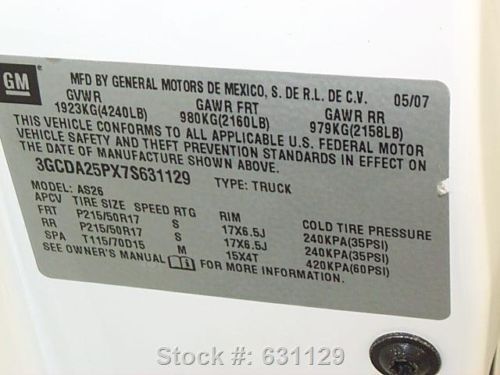 GM
MFD BY GENERAL MOTORS DE MEXICO, S. DE R.L. DE C.V. 05/07
GVWR GAWR FRT GAWR RR
1923KG(4240LB) 980KG(2160LB) 979KG(2158LB)
THIS VEHICLE CONFORMS TO ALL APPLICABLE U.S. FEDERAL MOTOR
VEHICLE SAFETY AND THEFT PREVENTION STANDARDS IN EFFECT ON
THE DATE OF MANUFACTURE SHOWN ABOVE.
3GCDA25PX7S631129 TYPE: TRUCK
MODEL: AS26
APCV TIRE SIZE SPEED RTG RIM COLD TIRE PRESSURE
FRT P215/50R17 S 17X6.5J 240KPA(35PSI)
RR P215/50R17 S 17X6.5J 240KPA(35PSI)
SPA T115/70D15 M 15X4T 420KPA(60PSI)
SEE OWNER'S MANUAL FOR MORE INFORMATION.
Stock #: 631129